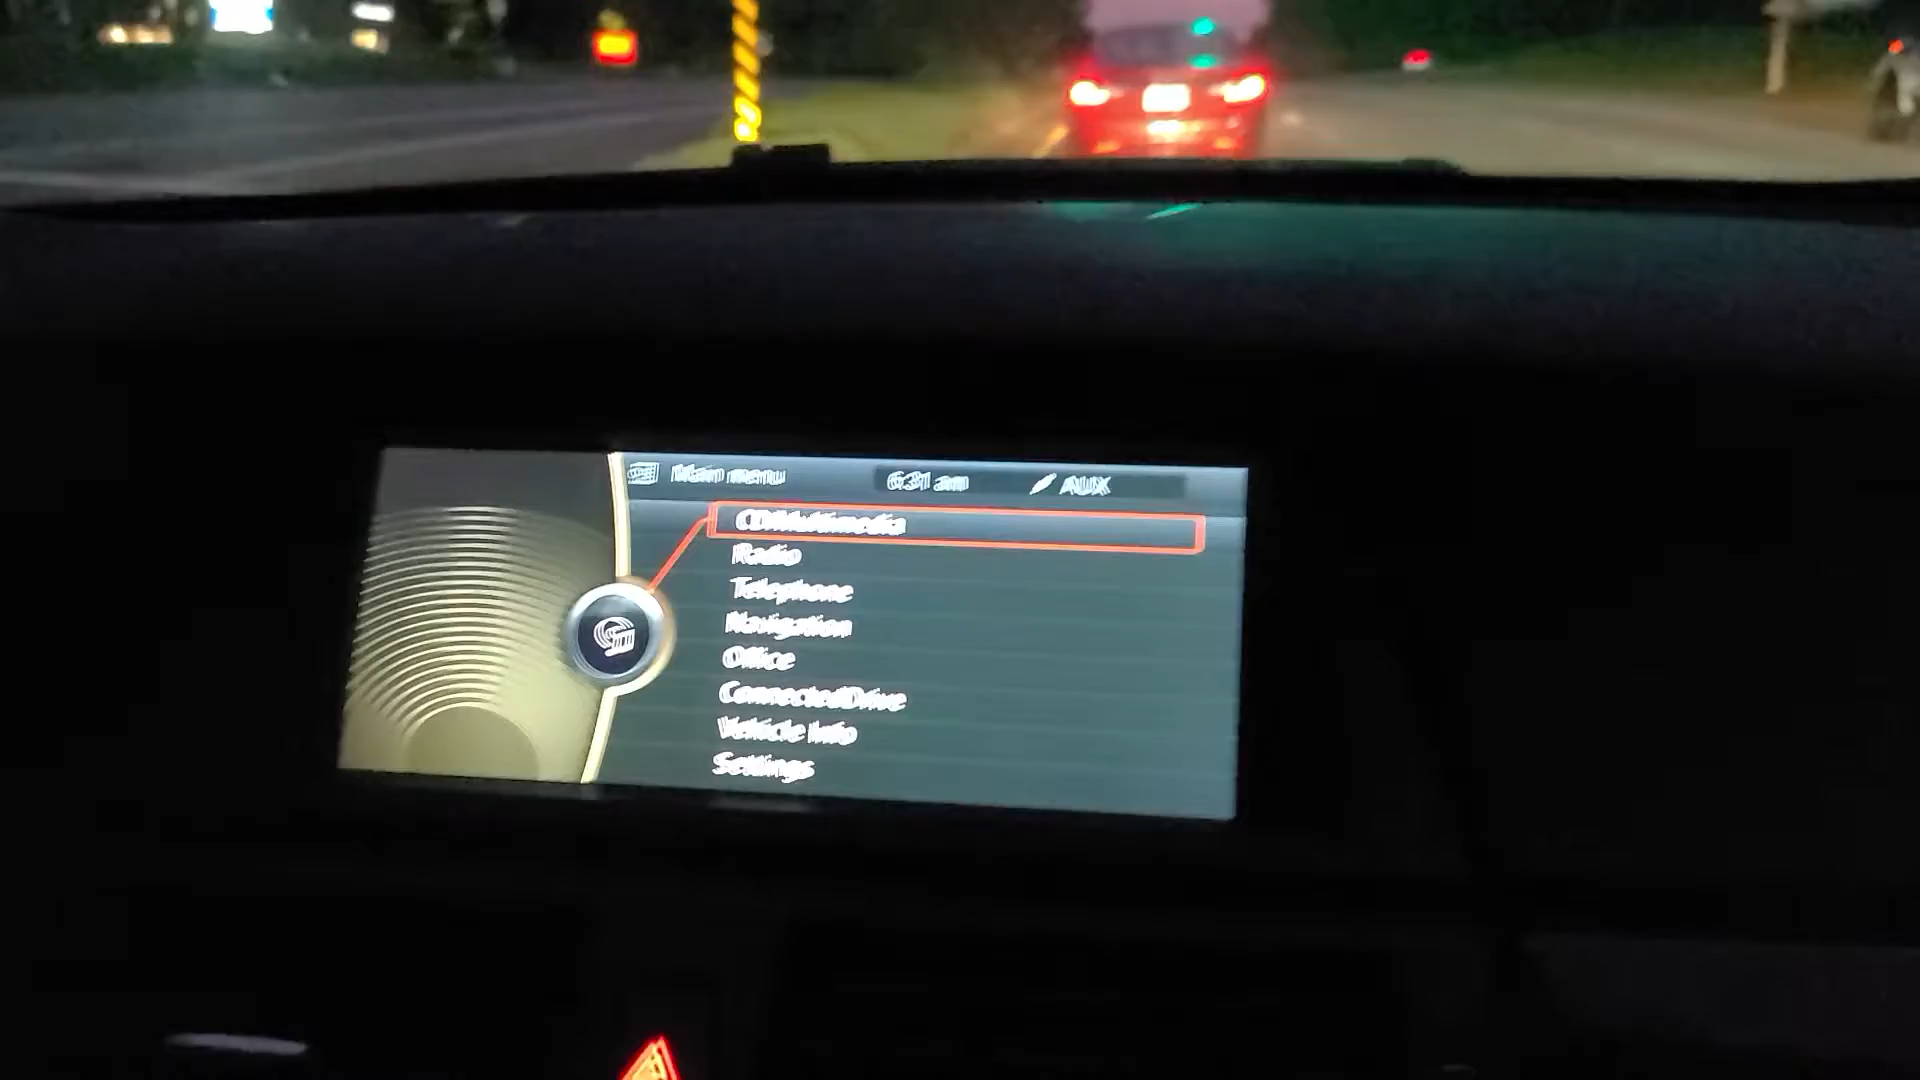 Main menu 6:31 am AUX
CD/Multimedia
Radio
Telephone
Navigation
Office
ConnectedDrive
Vehicle Info
Settings